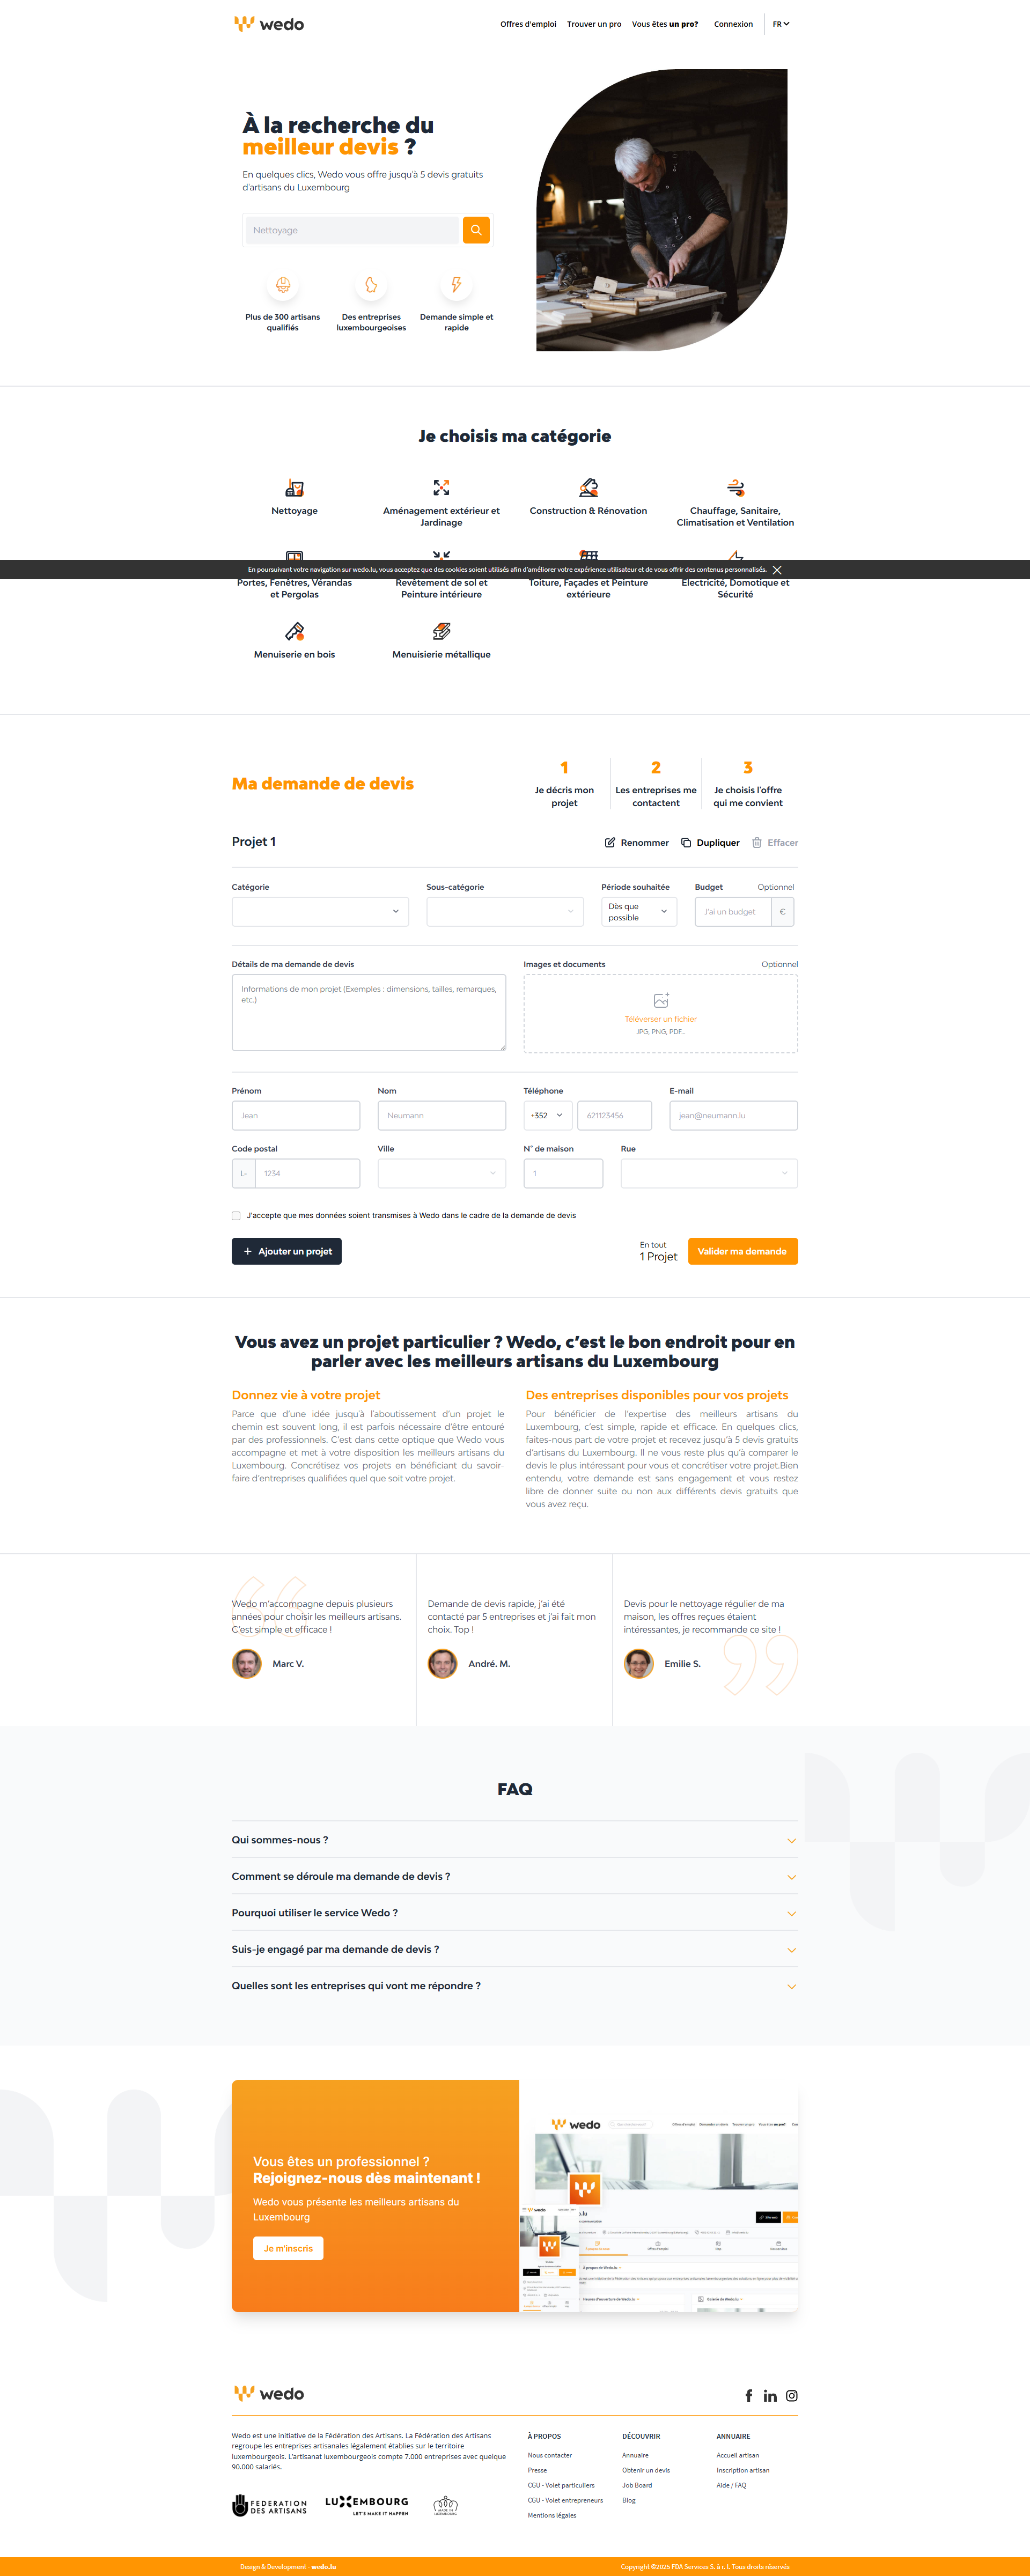 wedo
Offres d'emploi Trouver un pro Vous êtes un pro? Connexion FR
À la recherche du
meilleur devis ?
En quelques clics, Wedo vous offre jusqu'à 5 devis gratuits
d'artisans du Luxembourg
Nettoyage
Plus de 300 artisans
qualifiés
Des entreprises
luxembourgeoises
Demande simple et
rapide
Je choisis ma catégorie
Nettoyage
Aménagement extérieur et
Jardinage
Construction & Rénovation
Chauffage, Sanitaire,
Climatisation et Ventilation
En poursuivant votre navigation sur wedo.lu, vous acceptez que des cookies soient utilisés afin d'améliorer votre expérience utilisateur et de vous offrir des contenus personnalisés.
Portes, Fenêtres, Vérandas
et Pergolas
Revêtement de sol et
Peinture intérieure
Toiture, Façades et Peinture
extérieure
Electricité, Domotique et
Sécurité
Menuiserie en bois
Menuisierie métallique
Ma demande de devis
1
Je décris mon
projet
2
Les entreprises me
contactent
3
Je choisis l'offre
qui me convient
Projet 1
Renommer Dupliquer Effacer
Catégorie
Sous-catégorie
Période souhaitée
Dès que
possible
Budget Optionnel
J'ai un budget €
Détails de ma demande de devis
Informations de mon projet (Exemples : dimensions, tailles, remarques,
etc.)
Images et documents Optionnel
Téléverser un fichier
JPG, PNG, PDF...
Prénom
Jean
Nom
Neumann
Téléphone
+352 621123456
E-mail
jean@neumann.lu
Code postal
L- 1234
Ville
N° de maison
1
Rue
J'accepte que mes données soient transmises à Wedo dans le cadre de la demande de devis
Ajouter un projet
En tout
1 Projet
Valider ma demande
Vous avez un projet particulier ? Wedo, c’est le bon endroit pour en
parler avec les meilleurs artisans du Luxembourg
Donnez vie à votre projet
Parce que d’une idée jusqu’à l’aboutissement d’un projet le
chemin est souvent long, il est parfois nécessaire d’être entouré
par des professionnels. C’est dans cette optique que Wedo vous
accompagne et met à votre disposition les meilleurs artisans du
Luxembourg. Concrétisez vos projets en bénéficiant du savoir-
faire d’entreprises qualifiées quel que soit votre projet.
Des entreprises disponibles pour vos projets
Pour bénéficier de l’expertise des meilleurs artisans du
Luxembourg, c’est simple, rapide et efficace. En quelques clics,
faites-nous part de votre projet et recevez jusqu’à 5 devis gratuits
d’artisans du Luxembourg. Il ne vous reste plus qu’à comparer le
devis le plus intéressant pour vous et concrétiser votre projet.Bien
entendu, votre demande est sans engagement et vous restez
libre de donner suite ou non aux différents devis gratuits que
vous avez reçu.
Wedo m’accompagne depuis plusieurs
années pour choisir les meilleurs artisans.
C’est simple et efficace !
Marc V.
Demande de devis rapide, j’ai été
contacté par 5 entreprises et j’ai fait mon
choix. Top !
André. M.
Devis pour le nettoyage régulier de ma
maison, les offres reçues étaient
intéressantes, je recommande ce site !
Emilie S.
FAQ
Qui sommes-nous ?
Comment se déroule ma demande de devis ?
Pourquoi utiliser le service Wedo ?
Suis-je engagé par ma demande de devis ?
Quelles sont les entreprises qui vont me répondre ?
Vous êtes un professionnel ?
Rejoignez-nous dès maintenant !
Wedo vous présente les meilleurs artisans du
Luxembourg
Je m'inscris
wedo
wedo
Wedo est une initiative de la Fédération des Artisans. La Fédération des Artisans
regroupe les entreprises artisanales légalement établies sur le territoire
luxembourgeois. L'artisanat luxembourgeois compte 7.000 entreprises avec quelque
90.000 salariés.
FEDERATION
DES ARTISANS
LUXEMBOURG
LET'S MAKE IT HAPPEN
MADE IN
LUXEMBOURG
À PROPOS
Nous contacter
Presse
CGU - Volet particuliers
CGU - Volet entrepreneurs
Mentions légales
DÉCOUVRIR
Annuaire
Obtenir un devis
Job Board
Blog
ANNUAIRE
Accueil artisan
Inscription artisan
Aide / FAQ
Design & Development - wedo.lu
Copyright ©2025 FDA Services S. à r. l. Tous droits réservés